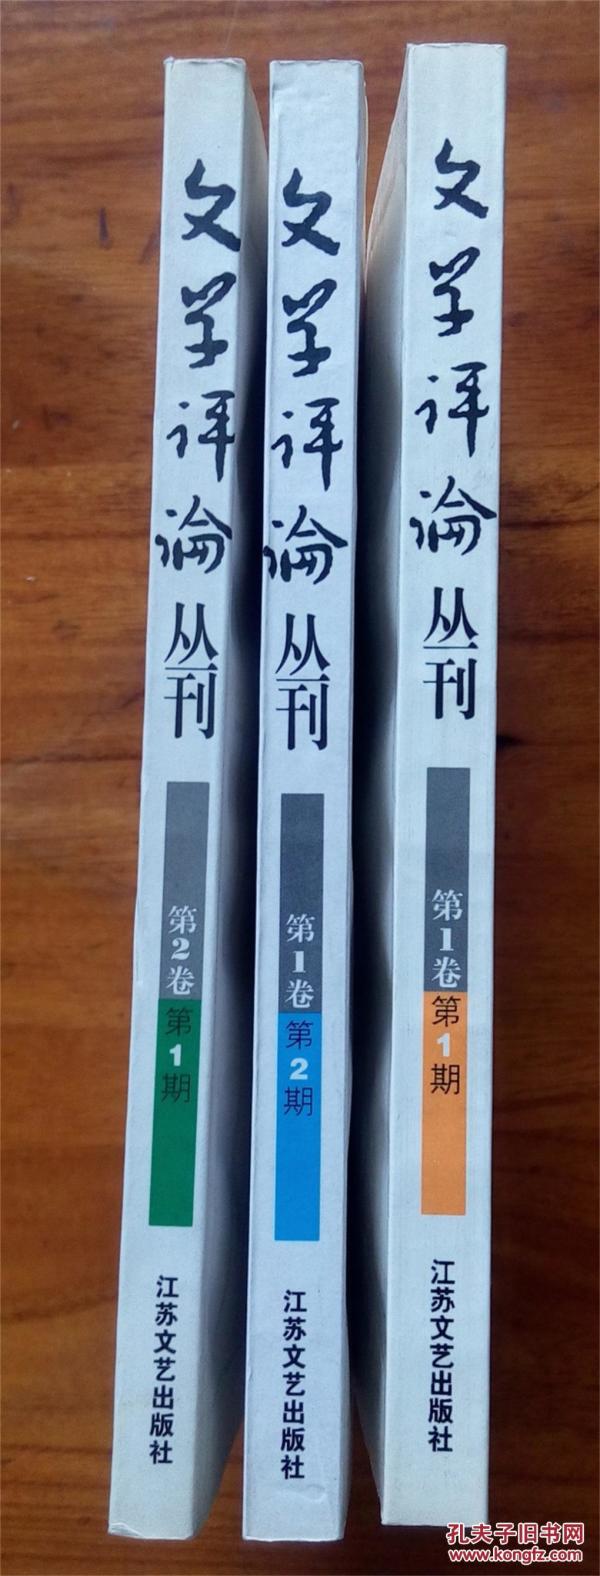 文学评论丛刊
第2卷
第1期
江苏文艺出版社
文学评论丛刊
第1卷
第2期
江苏文艺出版社
文学评论丛刊
第1卷
第1期
江苏文艺出版社
孔夫子旧书网
www.kongfz.com